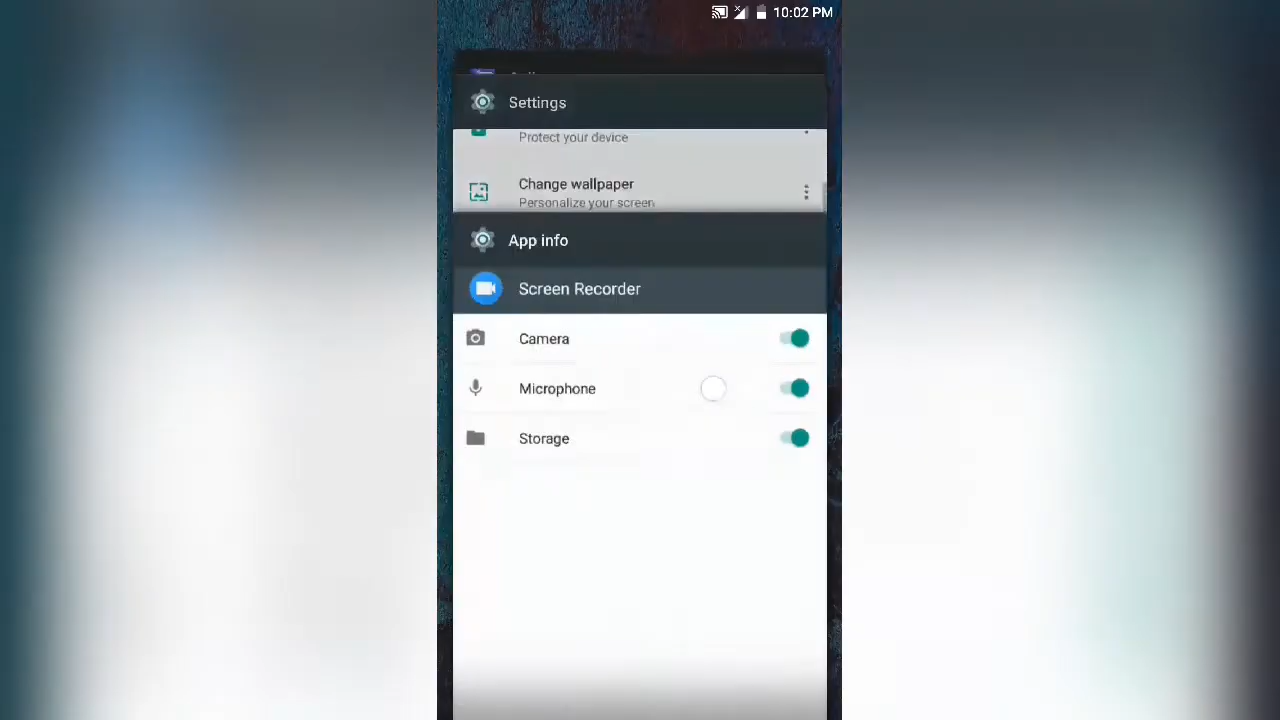 10:02 PM
Settings
Protect your device
Change wallpaper
Personalize your screen
App info
Screen Recorder
Camera
Microphone
Storage